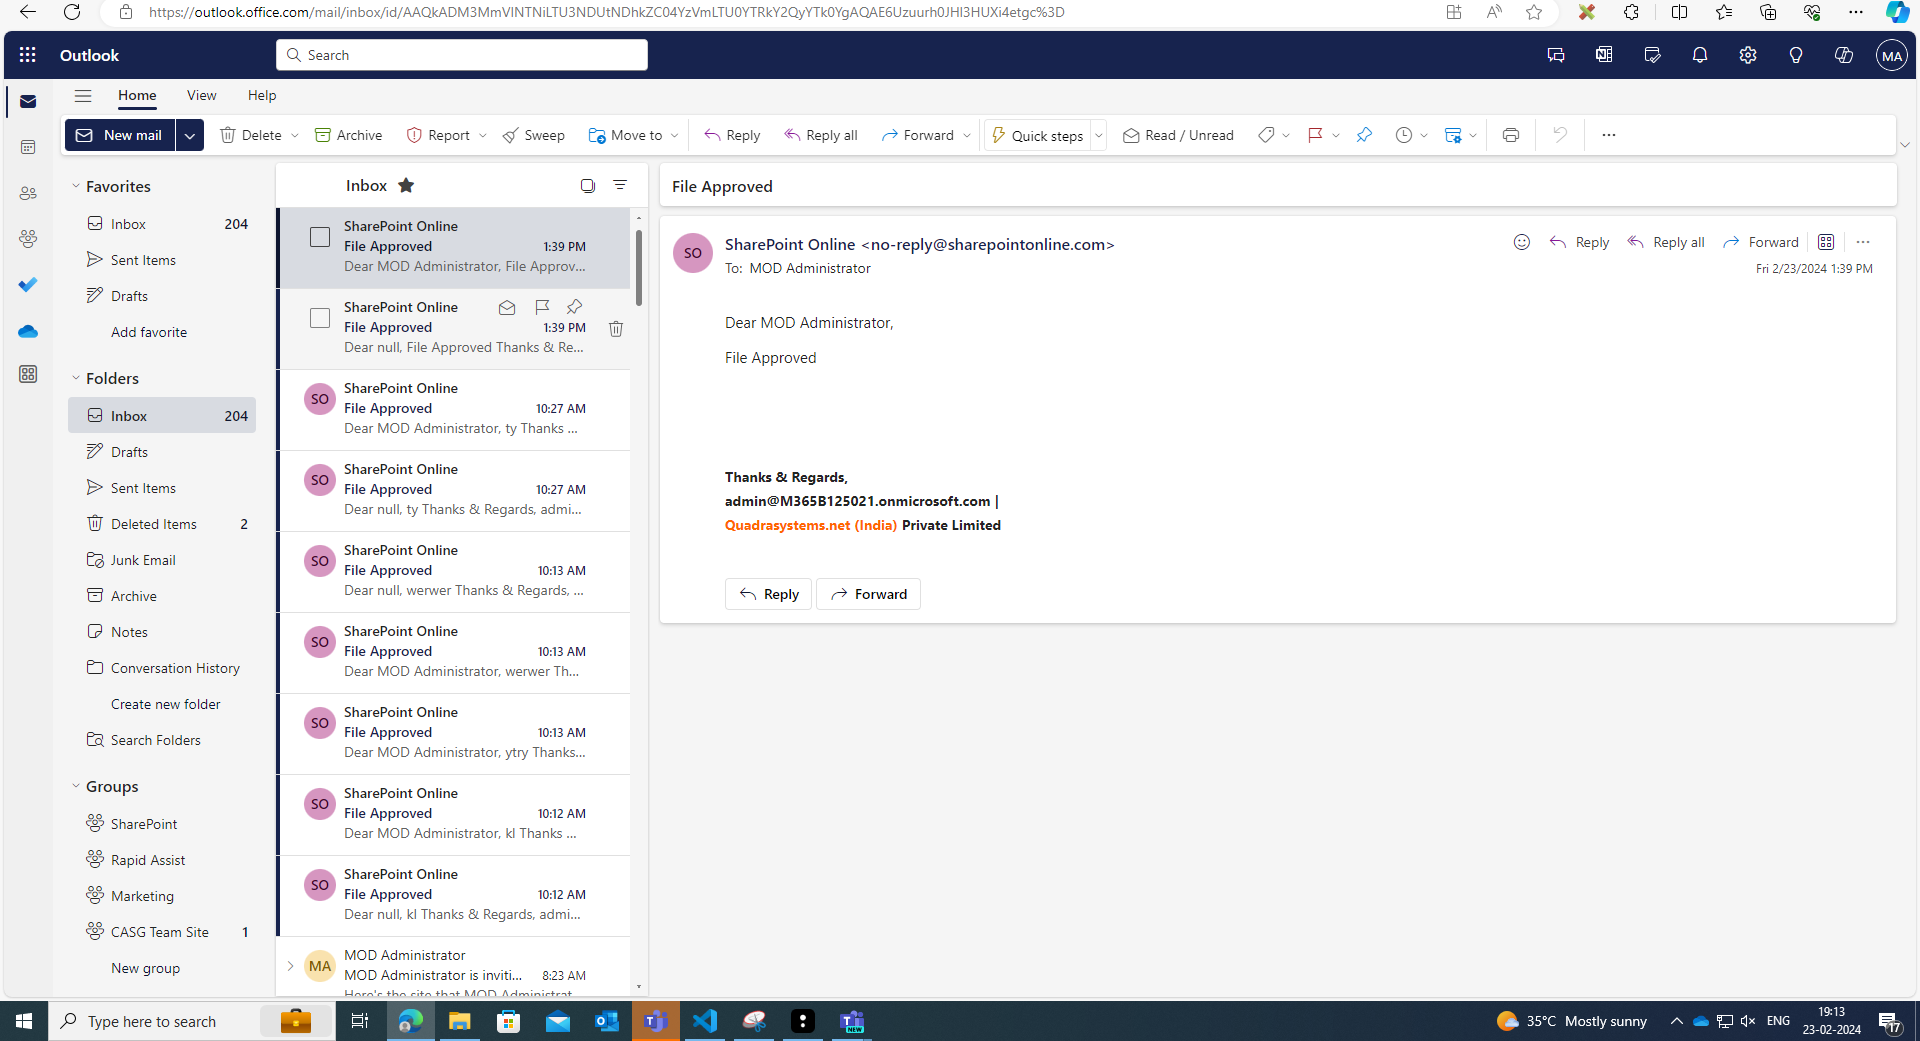 https://outlook.office.com/mail/inbox/id/AAQkADM3MmVlNTNiLTU3NDUtNDhkZC04YzVmLTU0YTRkY2QyYTk0YgAQAE6Uzuurh0JHl3HUXi4etgc%3D
Outlook
Search
MA
Home View Help
New mail Delete Archive Report Sweep Move to Reply Reply all Forward Quick steps Read / Unread
Favorites
Inbox 204
Sent Items
Drafts
Add favorite
Folders
Inbox 204
Drafts
Sent Items
Deleted Items 2
Junk Email
Archive
Notes
Conversation History
Create new folder
Search Folders
Groups
SharePoint
Rapid Assist
Marketing
CASG Team Site 1
New group
Inbox
SharePoint Online
File Approved 1:39 PM
Dear MOD Administrator, File Approv...
SharePoint Online
File Approved 1:39 PM
Dear null, File Approved Thanks & Re...
SO
SharePoint Online
File Approved 10:27 AM
Dear MOD Administrator, ty Thanks ...
SO
SharePoint Online
File Approved 10:27 AM
Dear null, ty Thanks & Regards, admi...
SO
SharePoint Online
File Approved 10:13 AM
Dear null, werwer Thanks & Regards, ...
SO
SharePoint Online
File Approved 10:13 AM
Dear MOD Administrator, werwer Th...
SO
SharePoint Online
File Approved 10:13 AM
Dear MOD Administrator, ytry Thanks...
SO
SharePoint Online
File Approved 10:12 AM
Dear MOD Administrator, kl Thanks ...
SO
SharePoint Online
File Approved 10:12 AM
Dear null, kl Thanks & Regards, admi...
MA
MOD Administrator
MOD Administrator is inviti... 8:23 AM
Here's the site that MOD Administrat
File Approved
SO
SharePoint Online <no-reply@sharepointonline.com>
To: MOD Administrator
Reply Reply all Forward
Fri 2/23/2024 1:39 PM
Dear MOD Administrator,
File Approved
Thanks & Regards,
admin@M365B125021.onmicrosoft.com |
Quadrasystems.net (India) Private Limited
Reply Forward
Type here to search
NEW
35°C Mostly sunny
ENG
19:13
23-02-2024
17